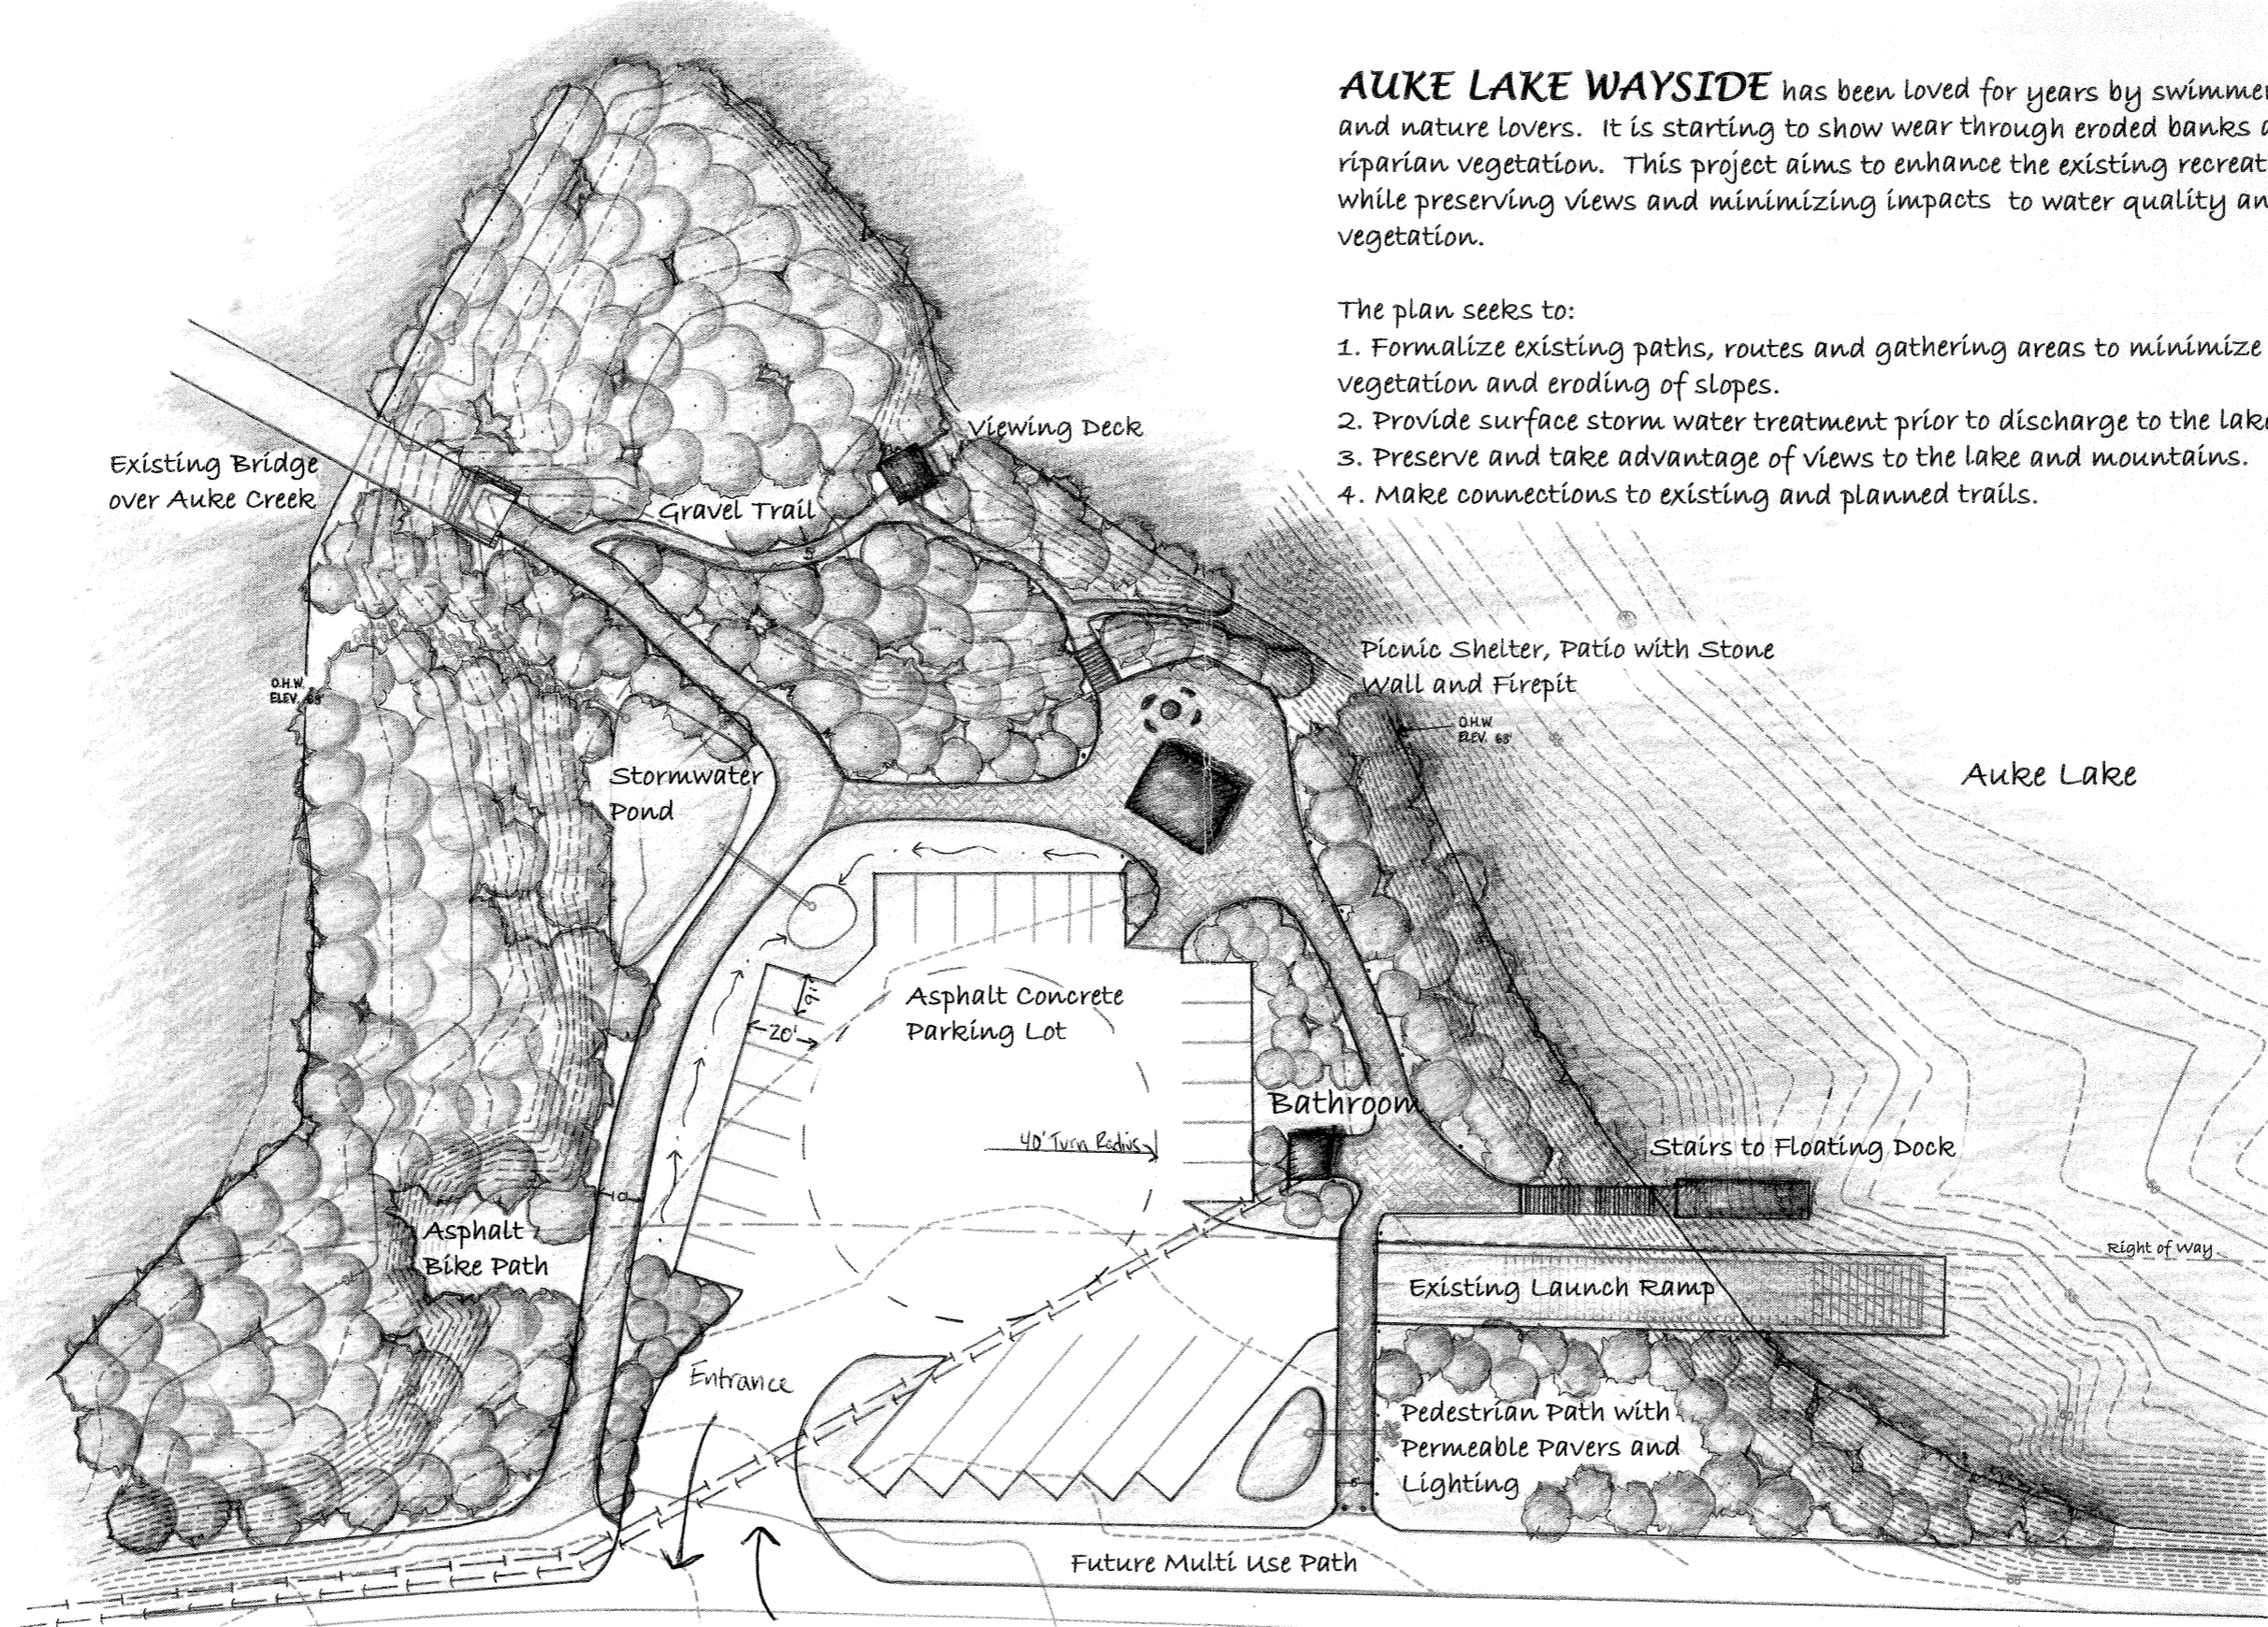 AUKE LAKE WAYSIDE has been loved for years by
and nature lovers. It is starting to show wear through eroded banks
riparian vegetation. This project aims to enhance the existing
while preserving views and minimizing impacts to water quality
vegetation.
The plan seeks to:
1. Formalize existing paths, routes and gathering areas to minimize
vegetation and eroding of slopes.
2. Provide surface storm water treatment prior to discharge to the
3. Preserve and take advantage of views to the lake and mountains.
4. Make connections to existing and planned trails.
Viewing Deck
Existing Bridge
over Auke Creek
Gravel Trail
Picnic Shelter, Patio with Stone
Wall and Firepit
O.H.W.
ELEV. 63'
O.H.W.
ELEV. 63'
Auke Lake
Stormwater
Pond
9'
20'
Asphalt Concrete
Parking Lot
Bathroom
40' Turn Radius
Stairs to Floating Dock
10'
Asphalt
Bike Path
Right of Way
Existing Launch Ramp
Entrance
Pedestrian Path with
Permeable Pavers and
Lighting
Future Multi Use Path